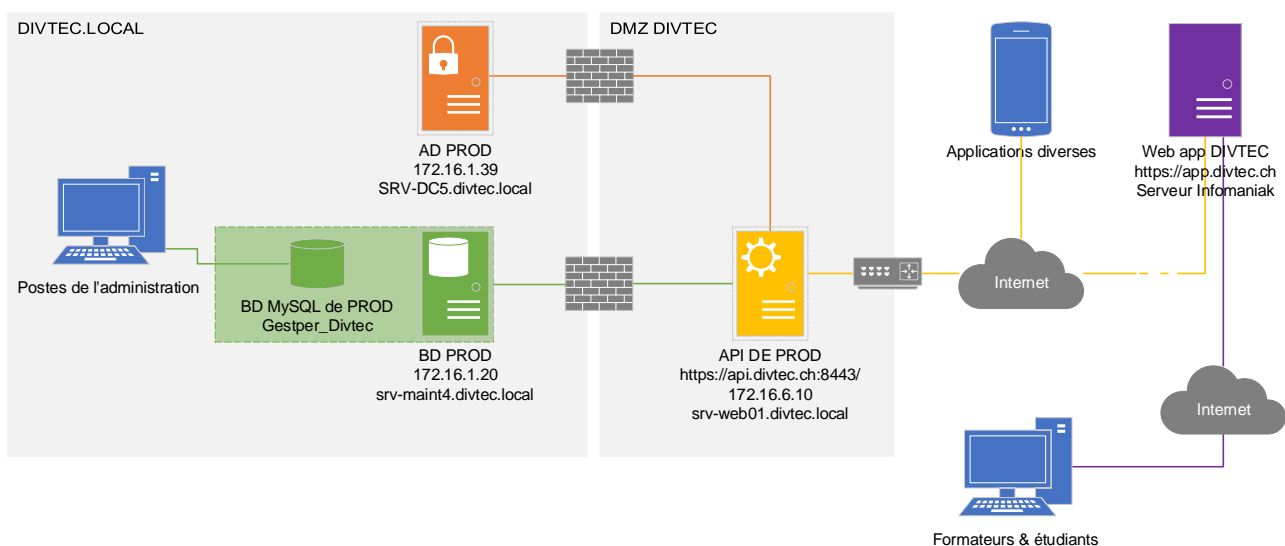 DIVTEC.LOCAL
DMZ DIVTEC
AD PROD
172.16.1.39
SRV-DC5.divtec.local
Applications diverses
Web app DIVTEC
https://app.divtec.ch
Serveur Infomaniak
Postes de l'administration
BD MySQL de PROD
Gestper_Divtec
BD PROD
172.16.1.20
srv-maint4.divtec.local
API DE PROD
https://api.divtec.ch:8443/
172.16.6.10
srv-web01.divtec.local
Internet
Internet
Formateurs & étudiants